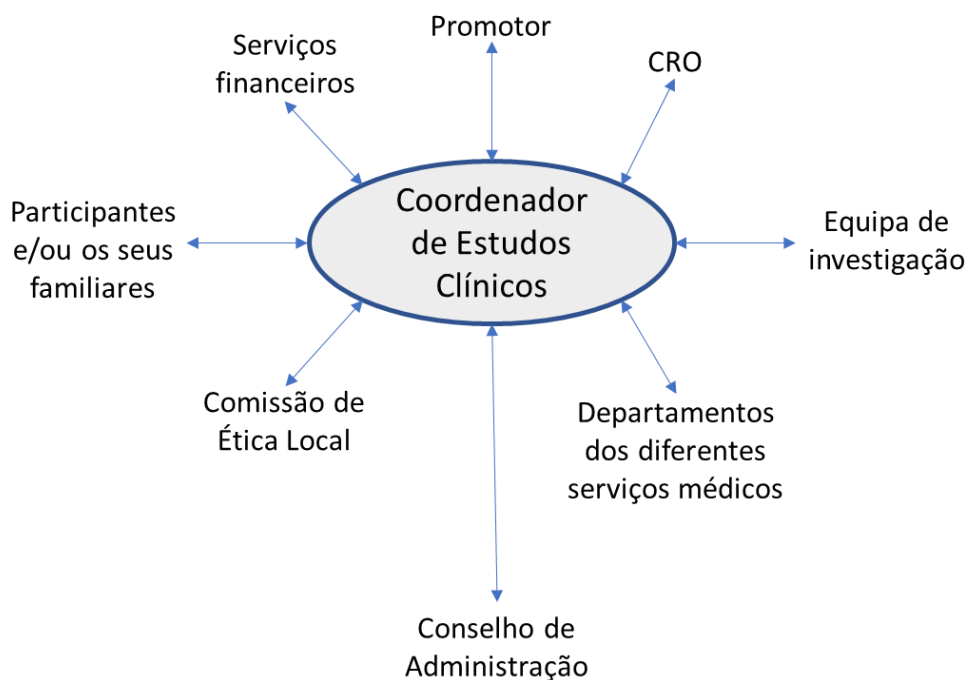 Promotor
Serviços
financeiros
CRO
Coordenador
de Estudos
Clínicos
Participantes
e/ou os seus
familiares
Equipa de
investigação
Comissão de
Ética Local
Departamentos
dos diferentes
serviços médicos
Conselho de
Administração